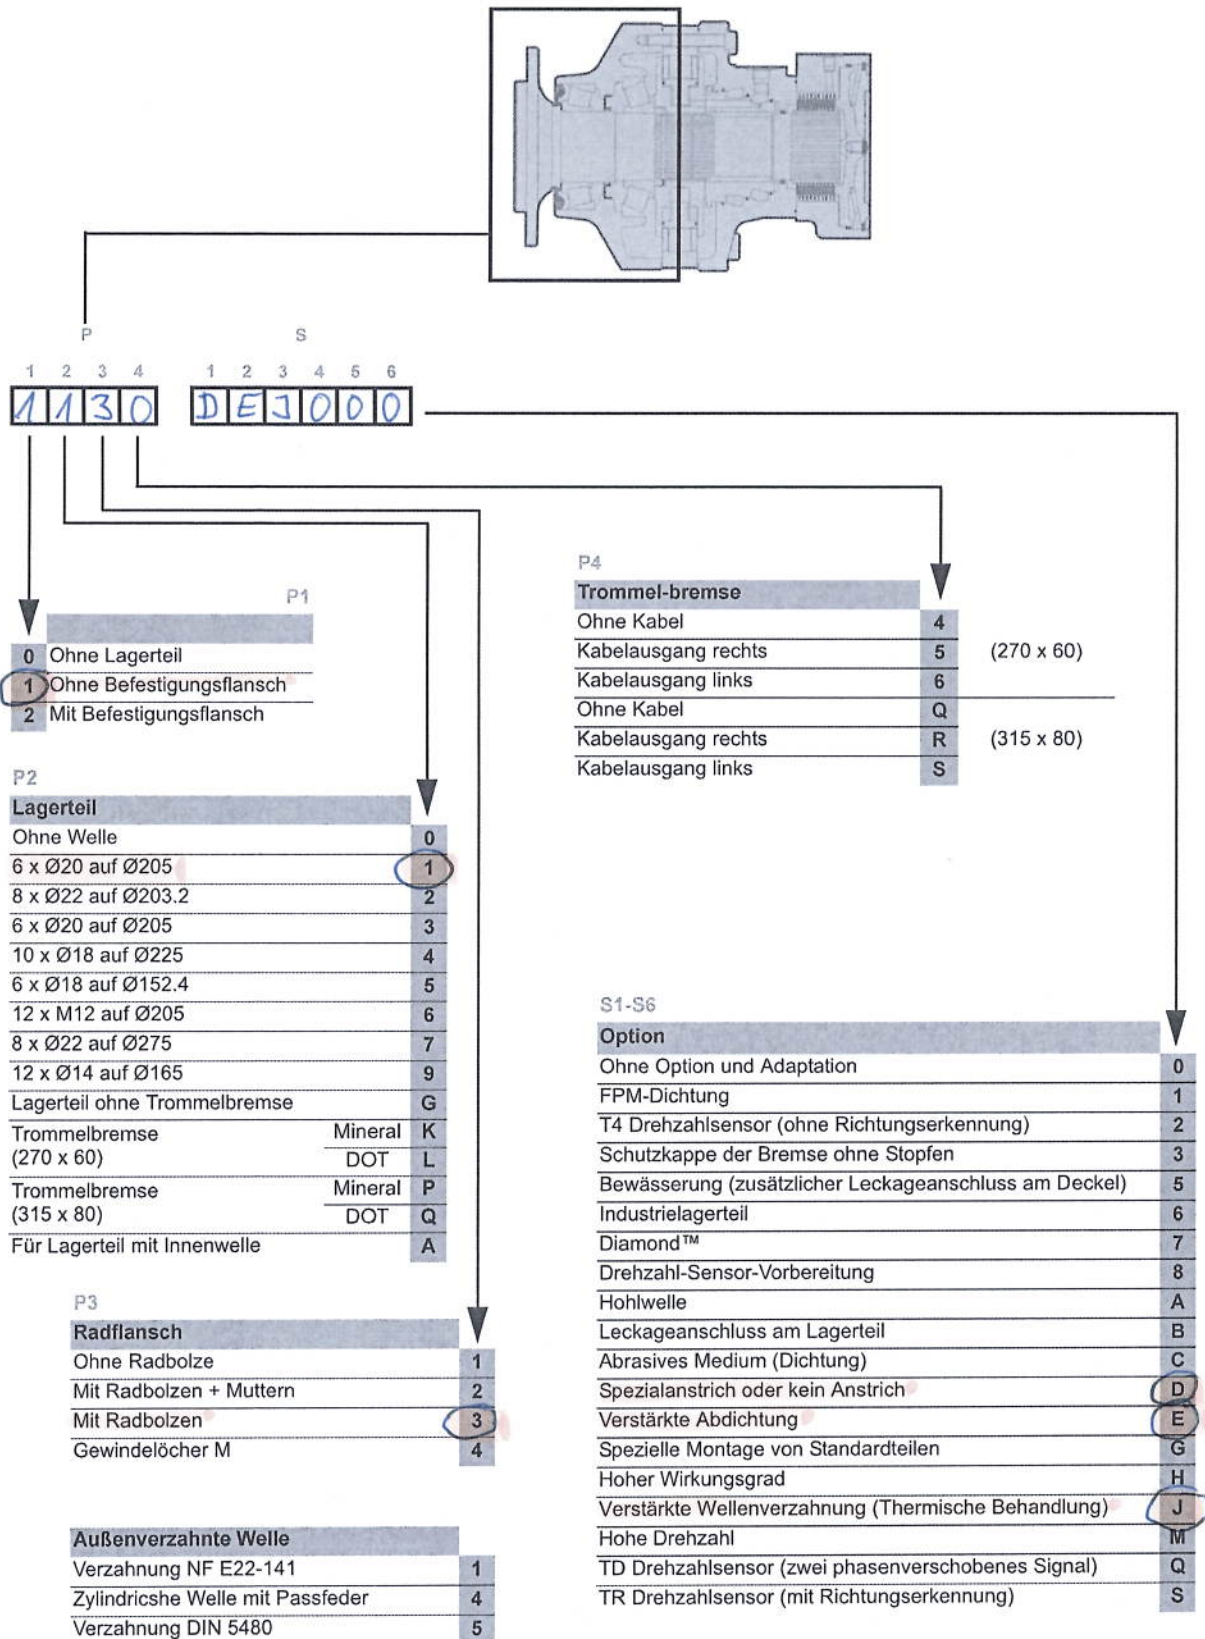 P S
1 2 3 4 1 2 3 4 5 6
1 1 3 0 D E J 0 0 0
P1
0 Ohne Lagerteil
1 Ohne Befestigungsflansch
2 Mit Befestigungsflansch
P4
Trommel-bremse
Ohne Kabel 4
Kabelausgang rechts 5 (270 x 60)
Kabelausgang links 6
Ohne Kabel Q
Kabelausgang rechts R (315 x 80)
Kabelausgang links S
P2
Lagerteil
Ohne Welle 0
6 x Ø20 auf Ø205 1
8 x Ø22 auf Ø203.2 2
6 x Ø20 auf Ø205 3
10 x Ø18 auf Ø225 4
6 x Ø18 auf Ø152.4 5
12 x M12 auf Ø205 6
8 x Ø22 auf Ø275 7
12 x Ø14 auf Ø165 9
Lagerteil ohne Trommelbremse G
Trommelbremse Mineral K
(270 x 60) DOT L
Trommelbremse Mineral P
(315 x 80) DOT Q
Für Lagerteil mit Innenwelle A
P3
Radflansch
Ohne Radbolze 1
Mit Radbolzen + Muttern 2
Mit Radbolzen 3
Gewindelöcher M 4
Außenverzahnte Welle
Verzahnung NF E22-141 1
Zylindricshe Welle mit Passfeder 4
Verzahnung DIN 5480 5
S1-S6
Option
Ohne Option und Adaptation 0
FPM-Dichtung 1
T4 Drehzahlsensor (ohne Richtungserkennung) 2
Schutzkappe der Bremse ohne Stopfen 3
Bewässerung (zusätzlicher Leckageanschluss am Deckel) 5
Industrielagerteil 6
Diamond™ 7
Drehzahl-Sensor-Vorbereitung 8
Hohlwelle A
Leckageanschluss am Lagerteil B
Abrasives Medium (Dichtung) C
Spezialanstrich oder kein Anstrich D
Verstärkte Abdichtung E
Spezielle Montage von Standardteilen G
Hoher Wirkungsgrad H
Verstärkte Wellenverzahnung (Thermische Behandlung) J
Hohe Drehzahl M
TD Drehzahlsensor (zwei phasenverschobenes Signal) Q
TR Drehzahlsensor (mit Richtungserkennung) S